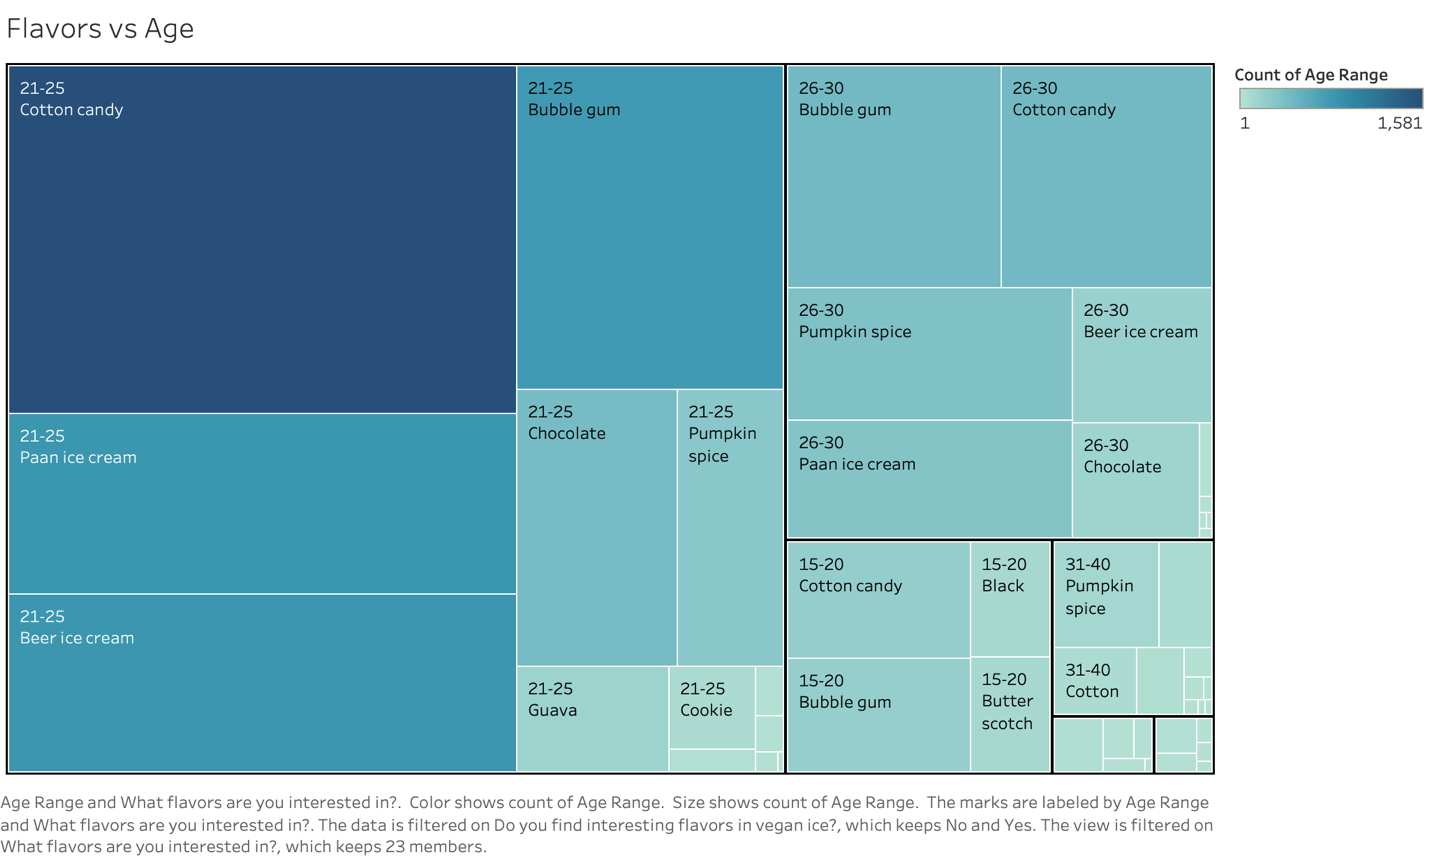 Flavors vs Age
21-25
Cotton candy
21-25
Paan ice cream
21-25
Beer ice cream
21-25
Bubble gum
21-25
Chocolate
21-25
Pumpkin
spice
21-25
Guava
21-25
Cookie
26-30
Bubble gum
26-30
Cotton candy
26-30
Pumpkin spice
26-30
Beer ice cream
26-30
Paan ice cream
26-30
Chocolate
15-20
Cotton candy
15-20
Black
15-20
Bubble gum
15-20
Butter
scotch
31-40
Pumpkin
spice
31-40
Cotton
Count of Age Range
1 1,581
Age Range and What flavors are you interested in?.  Color shows count of Age Range.  Size shows count of Age Range.  The marks are labeled by Age Range
and What flavors are you interested in?. The data is filtered on Do you find interesting flavors in vegan ice?, which keeps No and Yes. The view is filtered on
What flavors are you interested in?, which keeps 23 members.